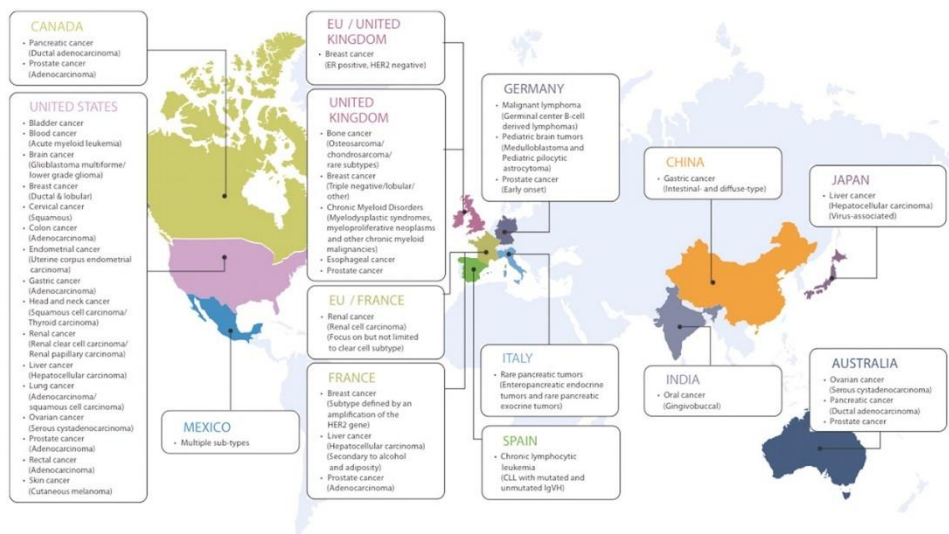 CANADA
• Pancreatic cancer
(Ductal adenocarcinoma)
• Prostate cancer
(Adenocarcinoma)
UNITED STATES
• Bladder cancer
• Blood cancer
(Acute myeloid leukemia)
• Brain cancer
(Glioblastoma multiforme/
lower grade glioma)
• Breast cancer
(Ductal & lobular)
• Cervical cancer
(Squamous)
• Colon cancer
(Adenocarcinoma)
• Endometrial cancer
(Uterine corpus endometrial
carcinoma)
• Gastric cancer
(Adenocarcinoma)
• Head and neck cancer
(Squamous cell carcinoma/
Thyroid carcinoma)
• Renal cancer
(Renal clear cell carcinoma/
Renal papillary carcinoma)
• Liver cancer
(Hepatocellular carcinoma)
• Lung cancer
(Adenocarcinoma/
squamous cell carcinoma)
• Ovarian cancer
(Serous cystadenocarcinoma)
• Prostate cancer
(Adenocarcinoma)
• Rectal cancer
(Adenocarcinoma)
• Skin cancer
(Cutaneous melanoma)
MEXICO
• Multiple sub-types
EU / UNITED
KINGDOM
• Breast cancer
(ER positive, HER2 negative)
UNITED
KINGDOM
• Bone cancer
(Osteosarcoma/
chondrosarcoma/
rare subtypes)
• Breast cancer
(Triple negative/lobular/
other)
• Chronic Myeloid Disorders
(Myelodysplastic syndromes,
myeloproliferative neoplasms
and other chronic myeloid
malignancies)
• Esophageal cancer
• Prostate cancer
EU / FRANCE
• Renal cancer
(Renal cell carcinoma)
(Focus on but not limited
to clear cell subtype)
FRANCE
• Breast cancer
(Subtype defined by an
amplification of the
HER2 gene)
• Liver cancer
(Hepatocellular carcinoma)
(Secondary to alcohol
and adiposity)
• Prostate cancer
(Adenocarcinoma)
GERMANY
• Malignant lymphoma
(Germinal center B-cell
derived lymphomas)
• Pediatric brain tumors
(Medulloblastoma and
Pediatric pilocytic
astrocytoma)
• Prostate cancer
(Early onset)
ITALY
• Rare pancreatic tumors
(Enteropancreatic endocrine
tumors and rare pancreatic
exocrine tumors)
SPAIN
• Chronic lymphocytic
leukemia
(CLL with mutated and
unmutated IgVH)
CHINA
• Gastric cancer
(Intestinal- and diffuse-type)
JAPAN
• Liver cancer
(Hepatocellular carcinoma)
(Virus-associated)
INDIA
• Oral cancer
(Gingivobuccal)
AUSTRALIA
• Ovarian cancer
(Serous cystadenocarcinoma)
• Pancreatic cancer
(Ductal adenocarcinoma)
• Prostate cancer